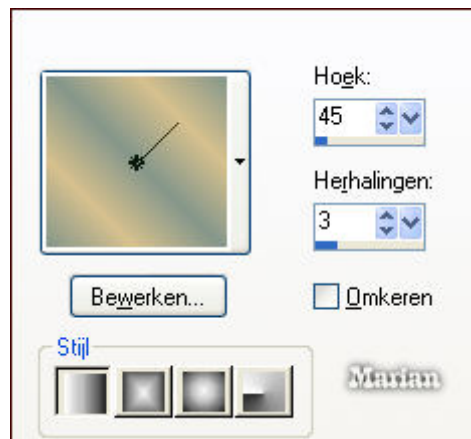 Hoek:
45
Herhalingen:
3
Bewerken...
Omkeren
Stijl
Marian